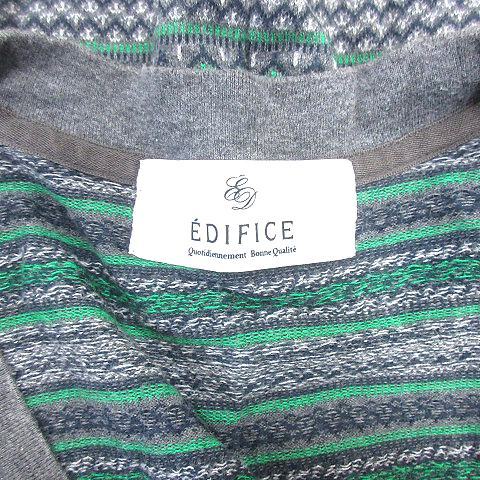 ED
ÉDIFICE
Quotidiennement Bonne Qualité